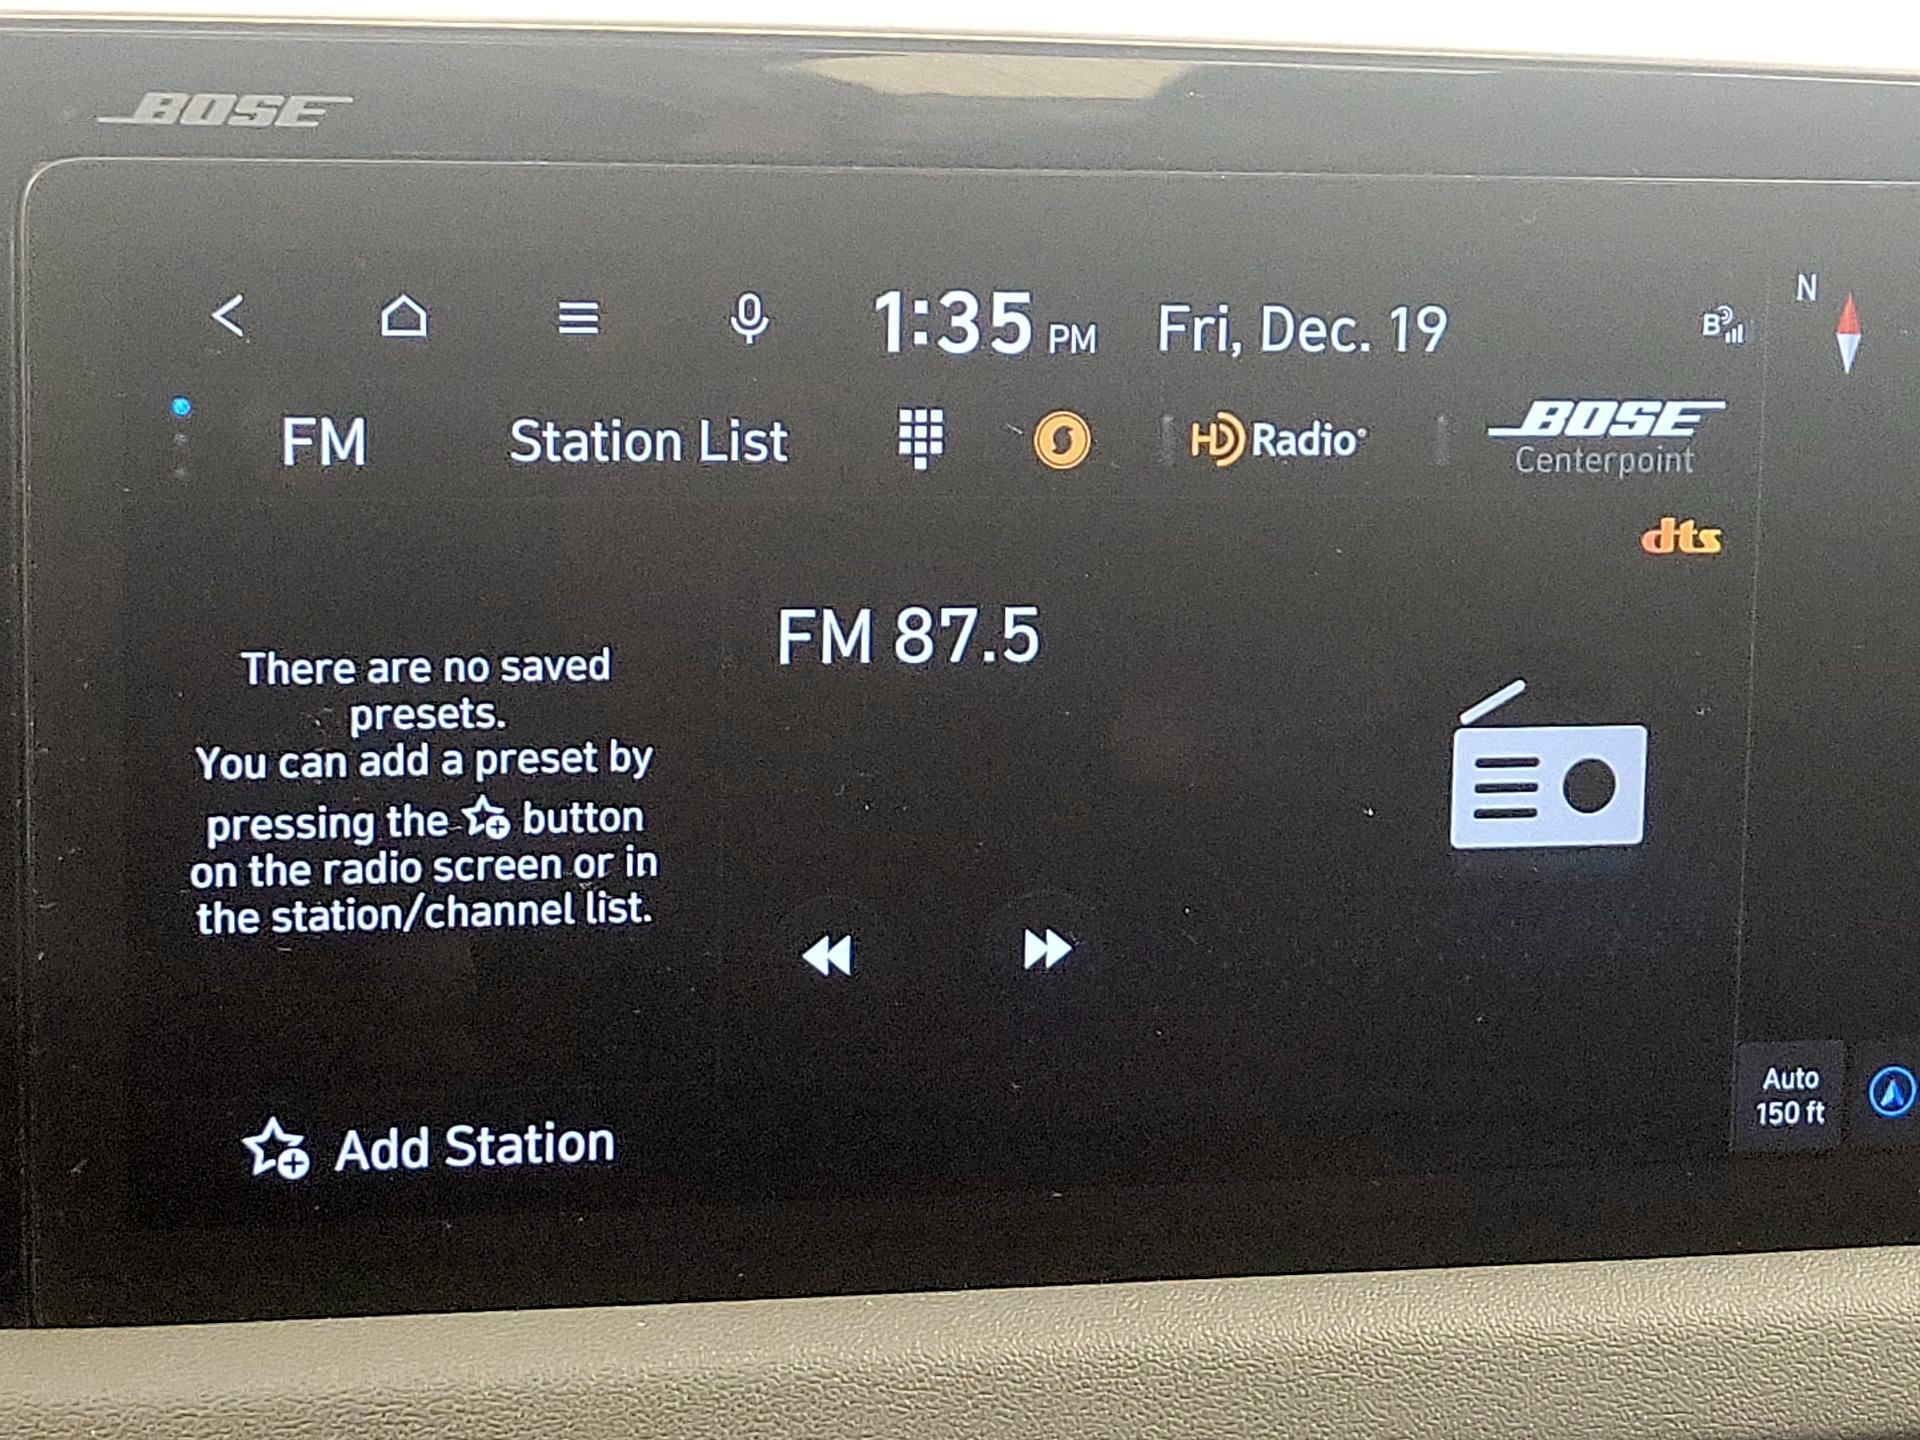 BOSE
1:35 PM Fri, Dec. 19
B
N
FM Station List HD Radio® BOSE
Centerpoint
dts
FM 87.5
There are no saved
presets.
You can add a preset by
pressing the button
on the radio screen or in
the station/channel list.
Add Station
Auto
150 ft